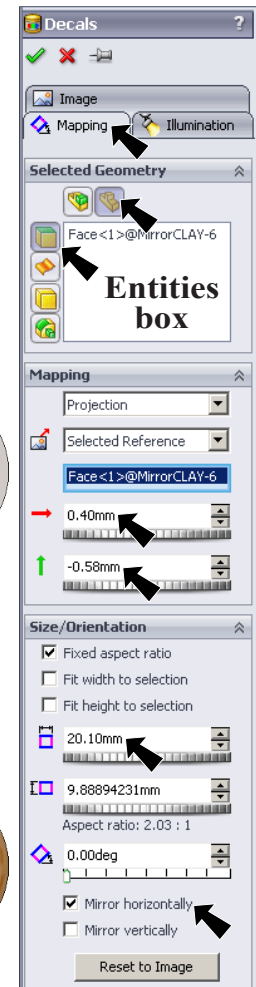 Decals ?
Image
Mapping Illumination
Selected Geometry
Face<1>@MirrorCLAY-6
Entities
box
Mapping
Projection
Selected Reference
Face<1>@MirrorCLAY-6
0.40mm
-0.58mm
Size/Orientation
Fixed aspect ratio
Fit width to selection
Fit height to selection
20.10mm
9.88894231mm
Aspect ratio: 2.03 : 1
0.00deg
Mirror horizontally
Mirror vertically
Reset to Image